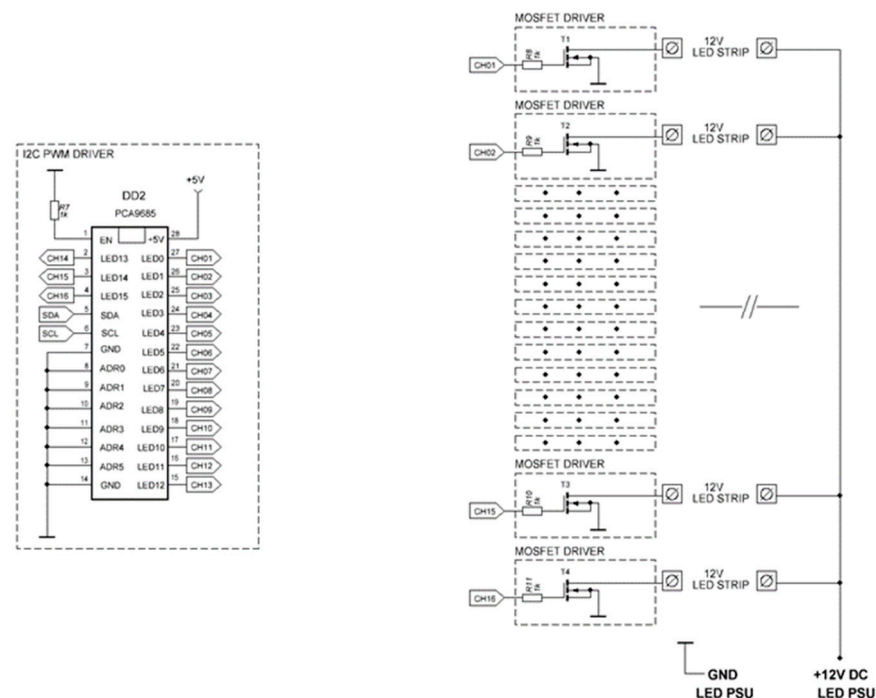 I2C PWM DRIVER
+5V
R7
1k
DD2
PCA9685
1 EN +5V 28
CH14 2 LED13 LED0 27 CH01
CH15 3 LED14 LED1 26 CH02
CH16 4 LED15 LED2 25 CH03
SDA 5 SDA LED3 24 CH04
SCL 6 SCL LED4 23 CH05
7 GND LED5 22 CH06
8 ADR0 LED6 21 CH07
9 ADR1 LED7 20 CH08
10 ADR2 LED8 19 CH09
11 ADR3 LED9 18 CH10
12 ADR4 LED10 17 CH11
13 ADR5 LED11 16 CH12
14 GND LED12 15 CH13
MOSFET DRIVER
T1
CH01 R8 1k
12V
LED STRIP
MOSFET DRIVER
T2
CH02 R9 1k
12V
LED STRIP
MOSFET DRIVER
T3
CH15 R10 1k
12V
LED STRIP
MOSFET DRIVER
T4
CH16 R11 1k
12V
LED STRIP
GND
LED PSU
+12V DC
LED PSU